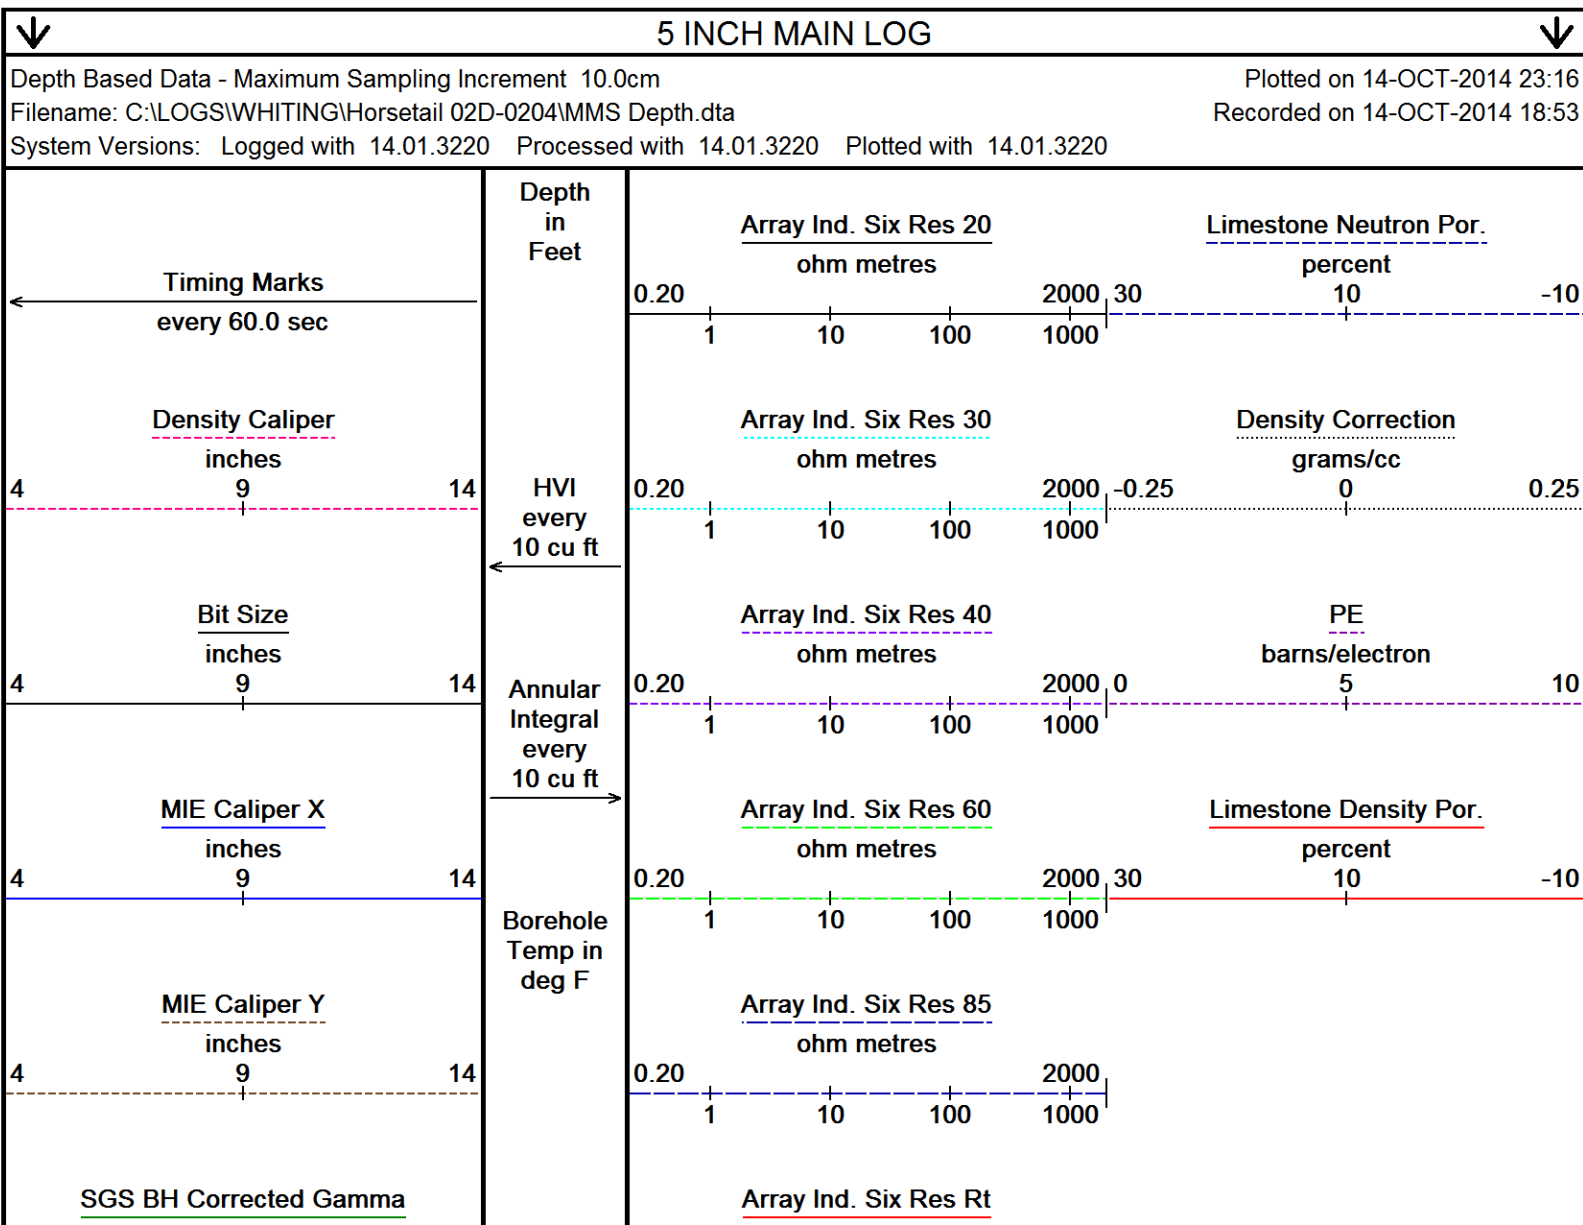 5 INCH MAIN LOG
Depth Based Data - Maximum Sampling Increment 10.0cm
Plotted on 14-OCT-2014 23:16
Filename: C:\LOGS\WHITING\Horsetail 02D-0204\MMS Depth.dta
Recorded on 14-OCT-2014 18:53
System Versions: Logged with 14.01.3220 Processed with 14.01.3220 Plotted with 14.01.3220
Timing Marks
every 60.0 sec
Density Caliper
inches
4 9 14
Bit Size
inches
4 9 14
MIE Caliper X
inches
4 9 14
MIE Caliper Y
inches
4 9 14
SGS BH Corrected Gamma
Depth
in
Feet
HVI
every
10 cu ft
Annular
Integral
every
10 cu ft
Borehole
Temp in
deg F
Array Ind. Six Res 20
ohm metres
0.20 2000
1 10 100 1000
Array Ind. Six Res 30
ohm metres
0.20 2000
1 10 100 1000
Array Ind. Six Res 40
ohm metres
0.20 2000
1 10 100 1000
Array Ind. Six Res 60
ohm metres
0.20 2000
1 10 100 1000
Array Ind. Six Res 85
ohm metres
0.20 2000
1 10 100 1000
Array Ind. Six Res Rt
Limestone Neutron Por.
percent
30 10 -10
Density Correction
grams/cc
-0.25 0 0.25
PE
barns/electron
0 5 10
Limestone Density Por.
percent
30 10 -10